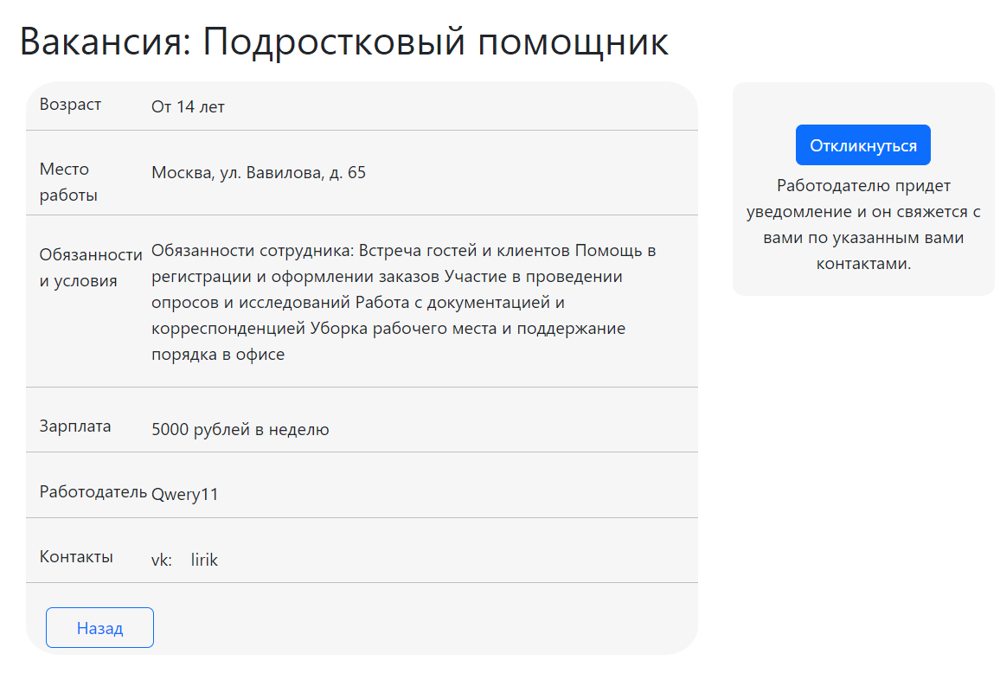 Вакансия: Подростковый помощник
Возраст
От 14 лет
Место
работы
Москва, ул. Вавилова, д. 65
Обязанности
и условия
Обязанности сотрудника: Встреча гостей и клиентов Помощь в
регистрации и оформлении заказов Участие в проведении
опросов и исследований Работа с документацией и
корреспонденцией Уборка рабочего места и поддержание
порядка в офисе
Зарплата
5000 рублей в неделю
Работодатель
Qwery11
Контакты
vk: lirik
Назад
Откликнуться
Работодателю придет
уведомление и он свяжется с
вами по указанным вами
контактами.